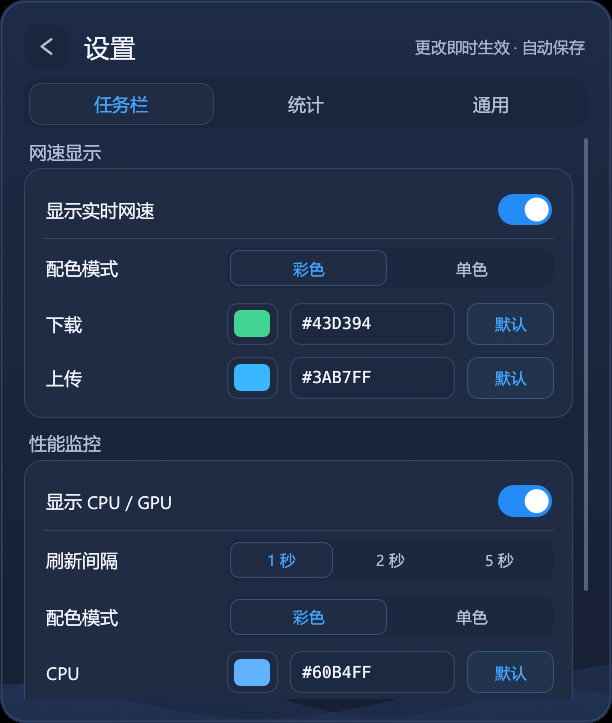 设置
更改即时生效 · 自动保存
任务栏 统计 通用
网速显示
显示实时网速
配色模式 彩色 单色
下载 #43D394 默认
上传 #3AB7FF 默认
性能监控
显示 CPU / GPU
刷新间隔 1 秒 2 秒 5 秒
配色模式 彩色 单色
CPU #60B4FF 默认